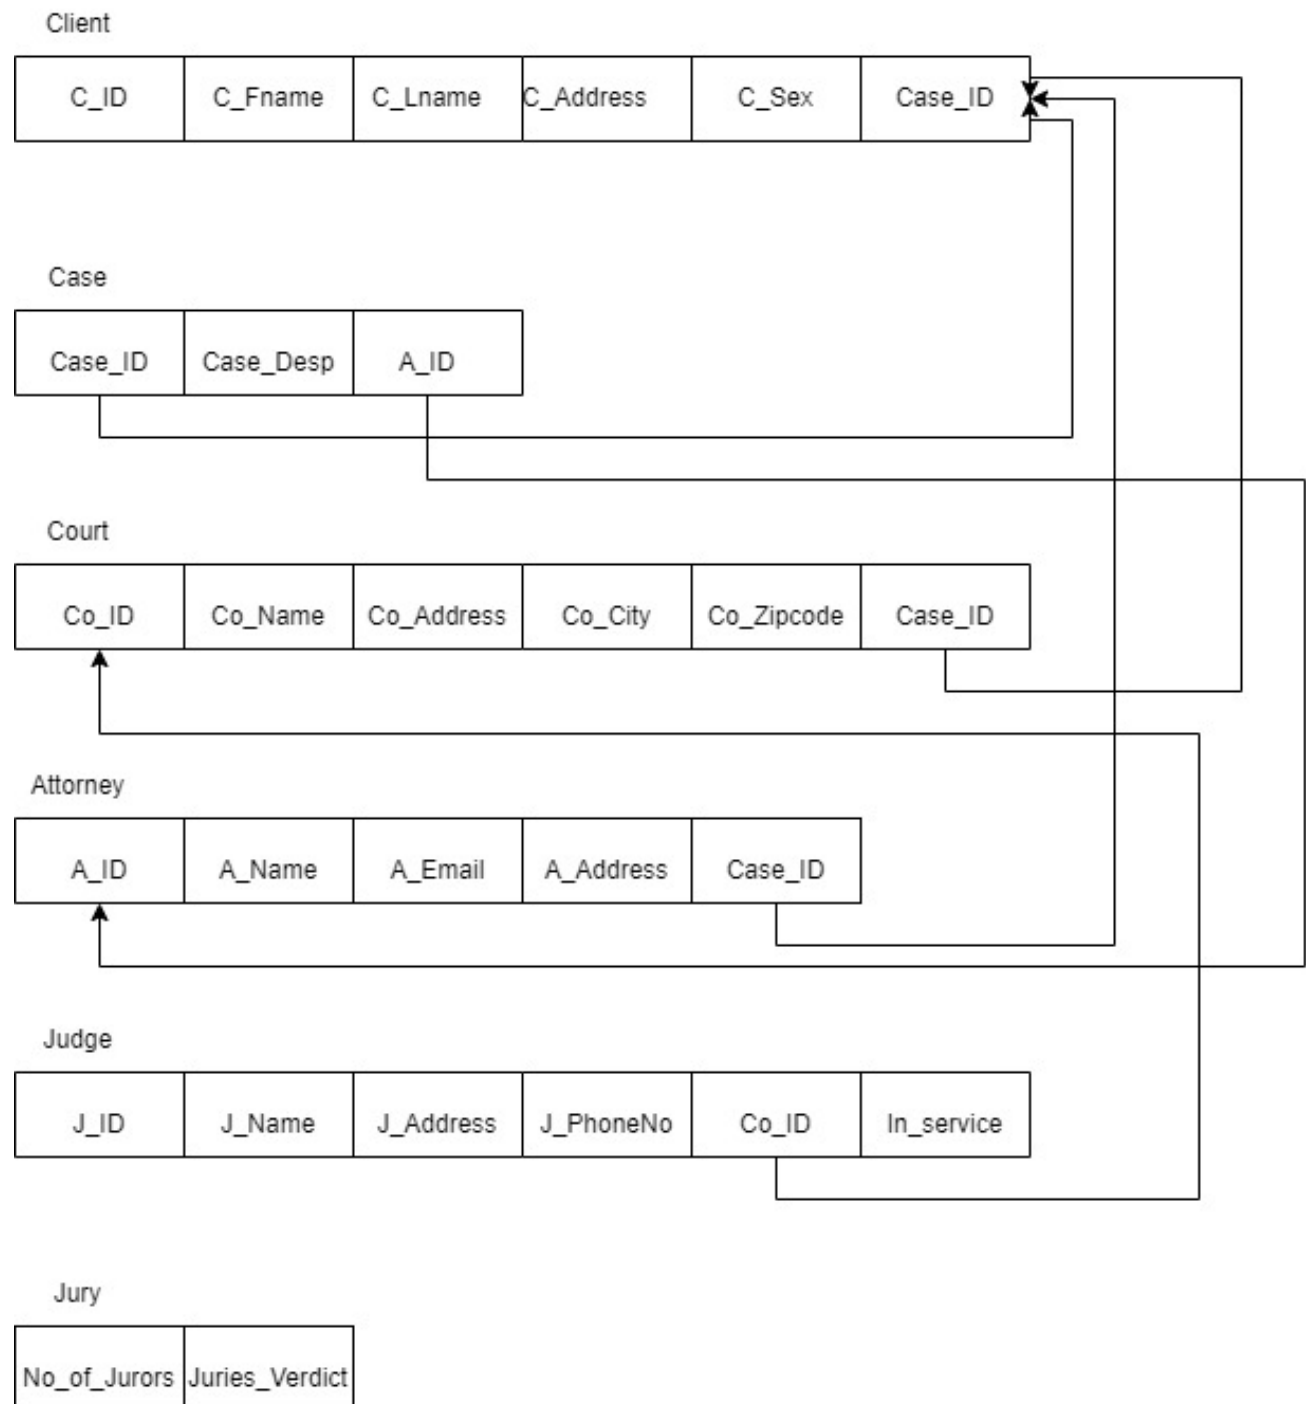 Client
C_ID C_Fname C_Lname C_Address C_Sex Case_ID
Case
Case_ID Case_Desp A_ID
Court
Co_ID Co_Name Co_Address Co_City Co_Zipcode Case_ID
Attorney
A_ID A_Name A_Email A_Address Case_ID
Judge
J_ID J_Name J_Address J_PhoneNo Co_ID In_service
Jury
No_of_Jurors Juries_Verdict